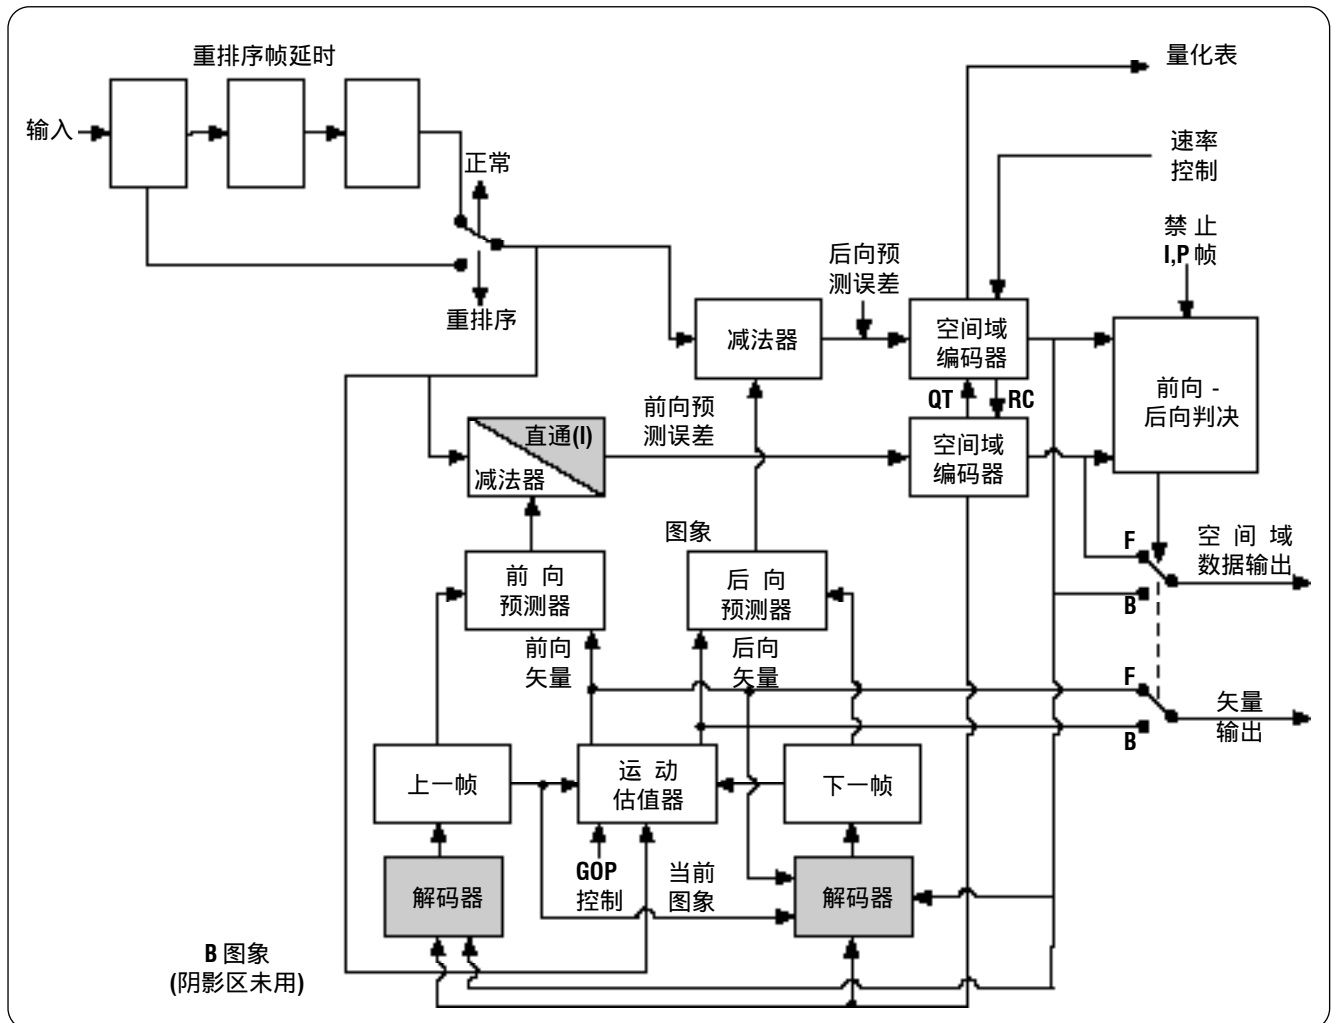 重排序帧延时
量化表
输入
正常
速率
控制
禁 止
I,P 帧
后向预
测误差
重排序
减法器
空间域
编码器
前向 -
后向判决
QT
RC
前向预
测误差
直通(I)
减法器
空间域
编码器
图象
F
空 间 域
数据输出
B
前 向
预测器
后 向
预测器
前向
矢量
后向
矢量
F
矢量
输出
B
上一帧
运 动
估值器
下一帧
解码器
GOP
控制
当前
图象
解码器
B 图象
(阴影区未用)